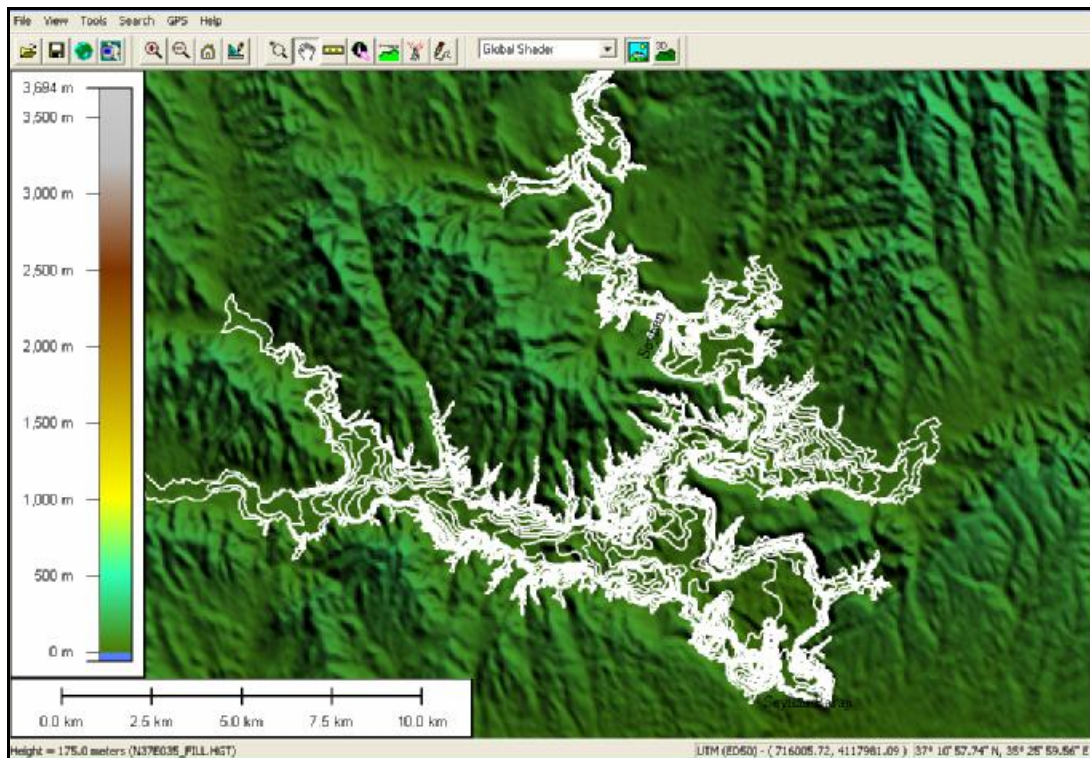 File View Tools Search GPS Help
Global Shader
3D
3,694 m
3,500 m
3,000 m
2,500 m
2,000 m
1,500 m
1,000 m
500 m
0 m
0.0 km 2.5 km 5.0 km 7.5 km 10.0 km
Height = 175.0 meters (N37E035_FILL.HGT)
UTM (ED50) - ( 716005.72, 4117981.09 ) 37° 10' 57.74" N, 35° 25' 59.56" E